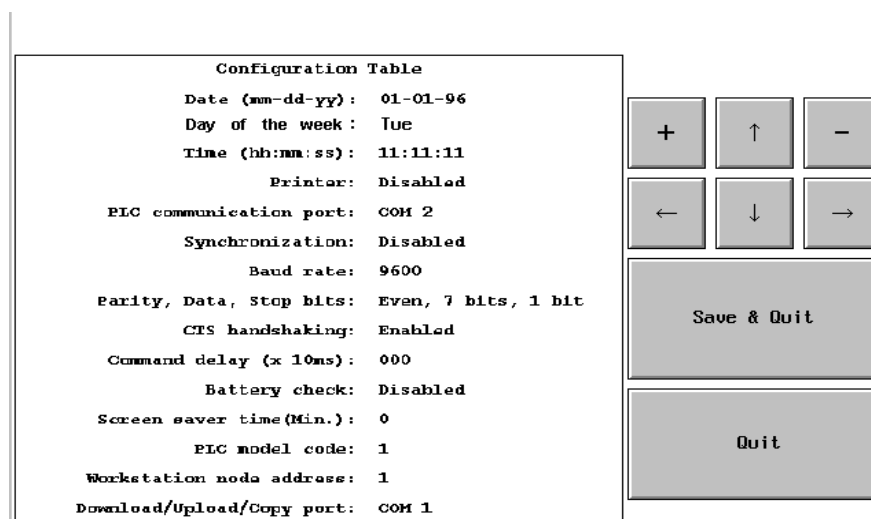 Configuration Table
Date (mm-dd-yy): 01-01-96
Day of the week: Tue
Time (hh:mm:ss): 11:11:11
Printer: Disabled
PLC communication port: COM 2
Synchronization: Disabled
Baud rate: 9600
Parity, Data, Stop bits: Even, 7 bits, 1 bit
CTS handshaking: Enabled
Command delay (x 10ms): 000
Battery check: Disabled
Screen saver time(Min.): 0
PLC model code: 1
Workstation node address: 1
Download/Upload/Copy port: COM 1
+ ↑ −
← ↓ →
Save & Quit
Quit